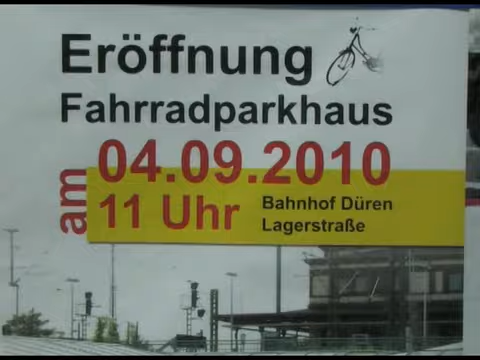 Eröffnung
Fahrradparkhaus
am 04.09.2010
11 Uhr
Bahnhof Düren
Lagerstraße